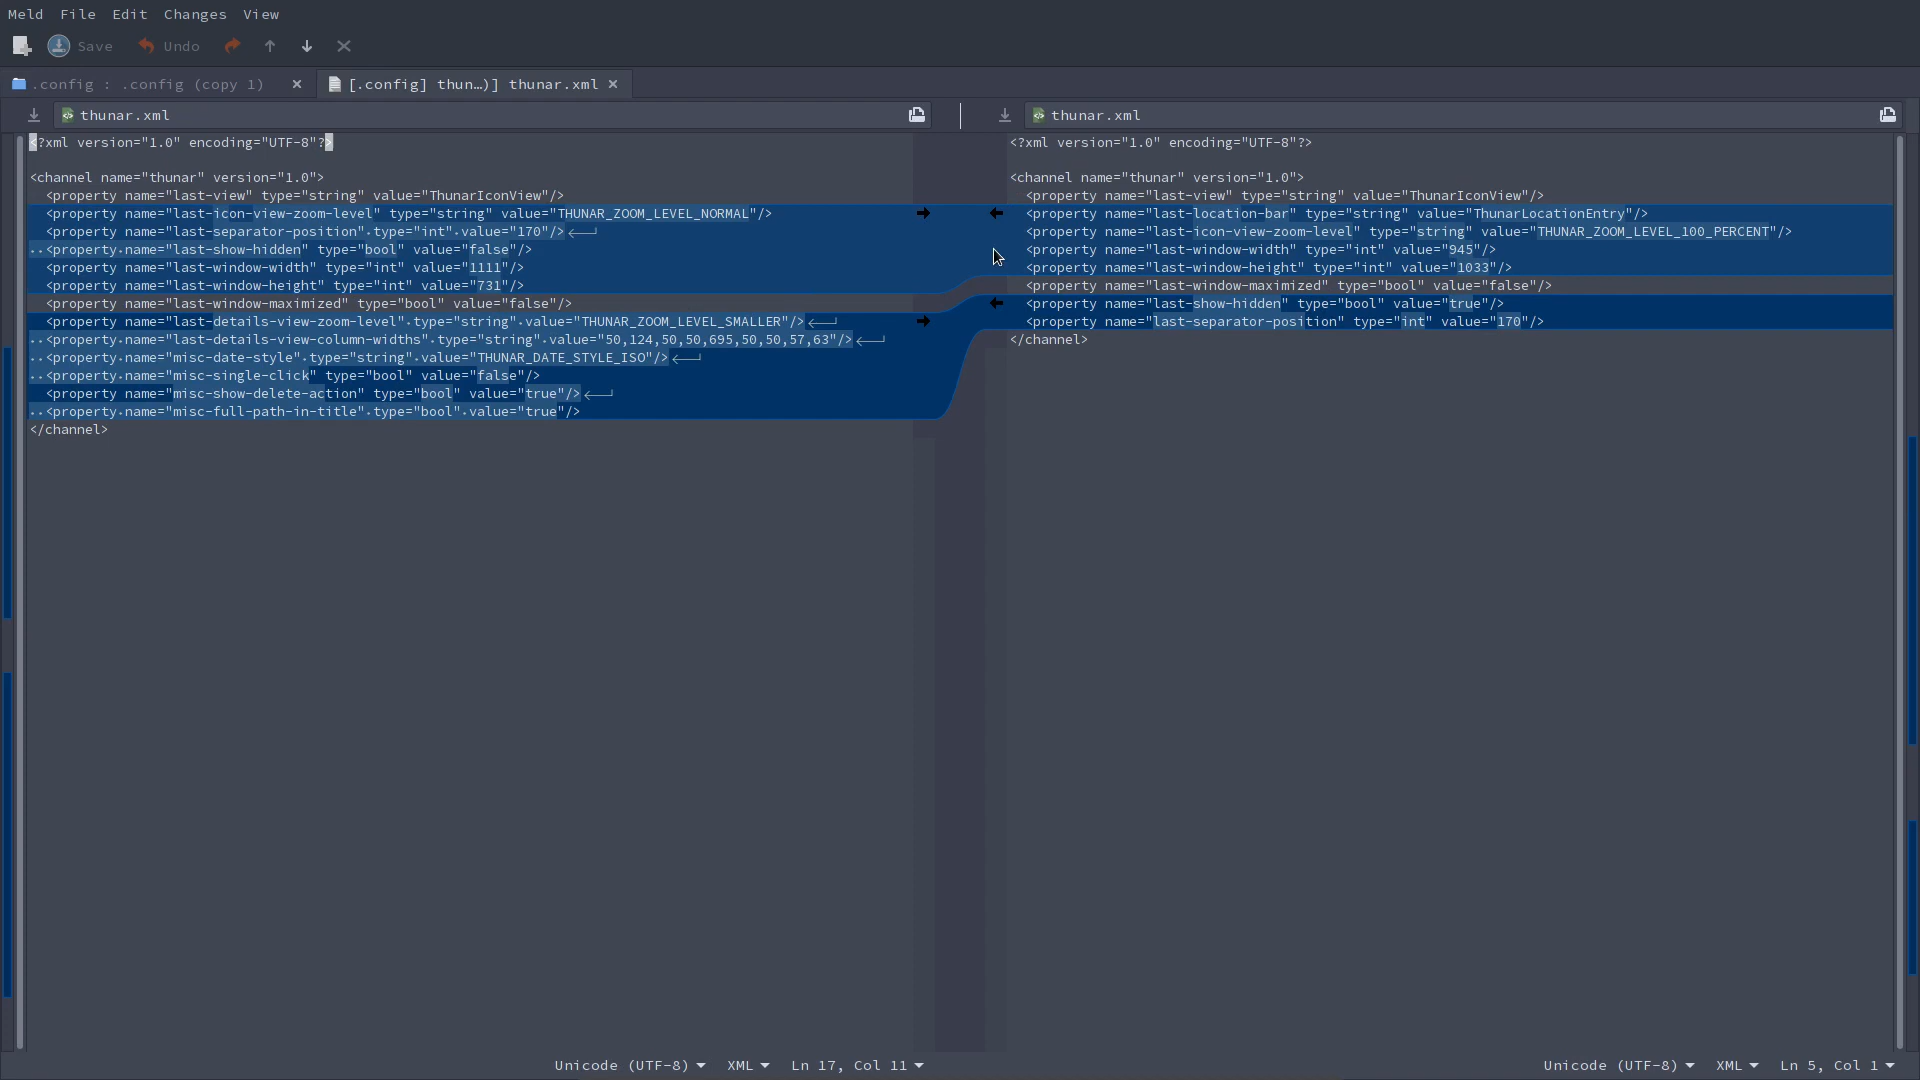 Meld File Edit Changes View
Save Undo
.config : .config (copy 1) [.config] thun…)] thunar.xml
thunar.xml
<?xml version="1.0" encoding="UTF-8"?>
<channel name="thunar" version="1.0">
<property name="last-view" type="string" value="ThunarIconView"/>
<property name="last-icon-view-zoom-level" type="string" value="THUNAR_ZOOM_LEVEL_NORMAL"/>
<property name="last-separator-position" type="int" value="170"/>
<property name="last-show-hidden" type="bool" value="false"/>
<property name="last-window-width" type="int" value="1111"/>
<property name="last-window-height" type="int" value="731"/>
<property name="last-window-maximized" type="bool" value="false"/>
<property name="last-details-view-zoom-level" type="string" value="THUNAR_ZOOM_LEVEL_SMALLER"/>
<property name="last-details-view-column-widths" type="string" value="50,124,50,50,695,50,50,57,63"/>
<property name="misc-date-style" type="string" value="THUNAR_DATE_STYLE_ISO"/>
<property name="misc-single-click" type="bool" value="false"/>
<property name="misc-show-delete-action" type="bool" value="true"/>
<property name="misc-full-path-in-title" type="bool" value="true"/>
</channel>
thunar.xml
<?xml version="1.0" encoding="UTF-8"?>
<channel name="thunar" version="1.0">
<property name="last-view" type="string" value="ThunarIconView"/>
<property name="last-location-bar" type="string" value="ThunarLocationEntry"/>
<property name="last-icon-view-zoom-level" type="string" value="THUNAR_ZOOM_LEVEL_100_PERCENT"/>
<property name="last-window-width" type="int" value="945"/>
<property name="last-window-height" type="int" value="1033"/>
<property name="last-window-maximized" type="bool" value="false"/>
<property name="last-show-hidden" type="bool" value="true"/>
<property name="last-separator-position" type="int" value="170"/>
</channel>
Unicode (UTF-8) XML Ln 17, Col 11
Unicode (UTF-8) XML Ln 5, Col 1